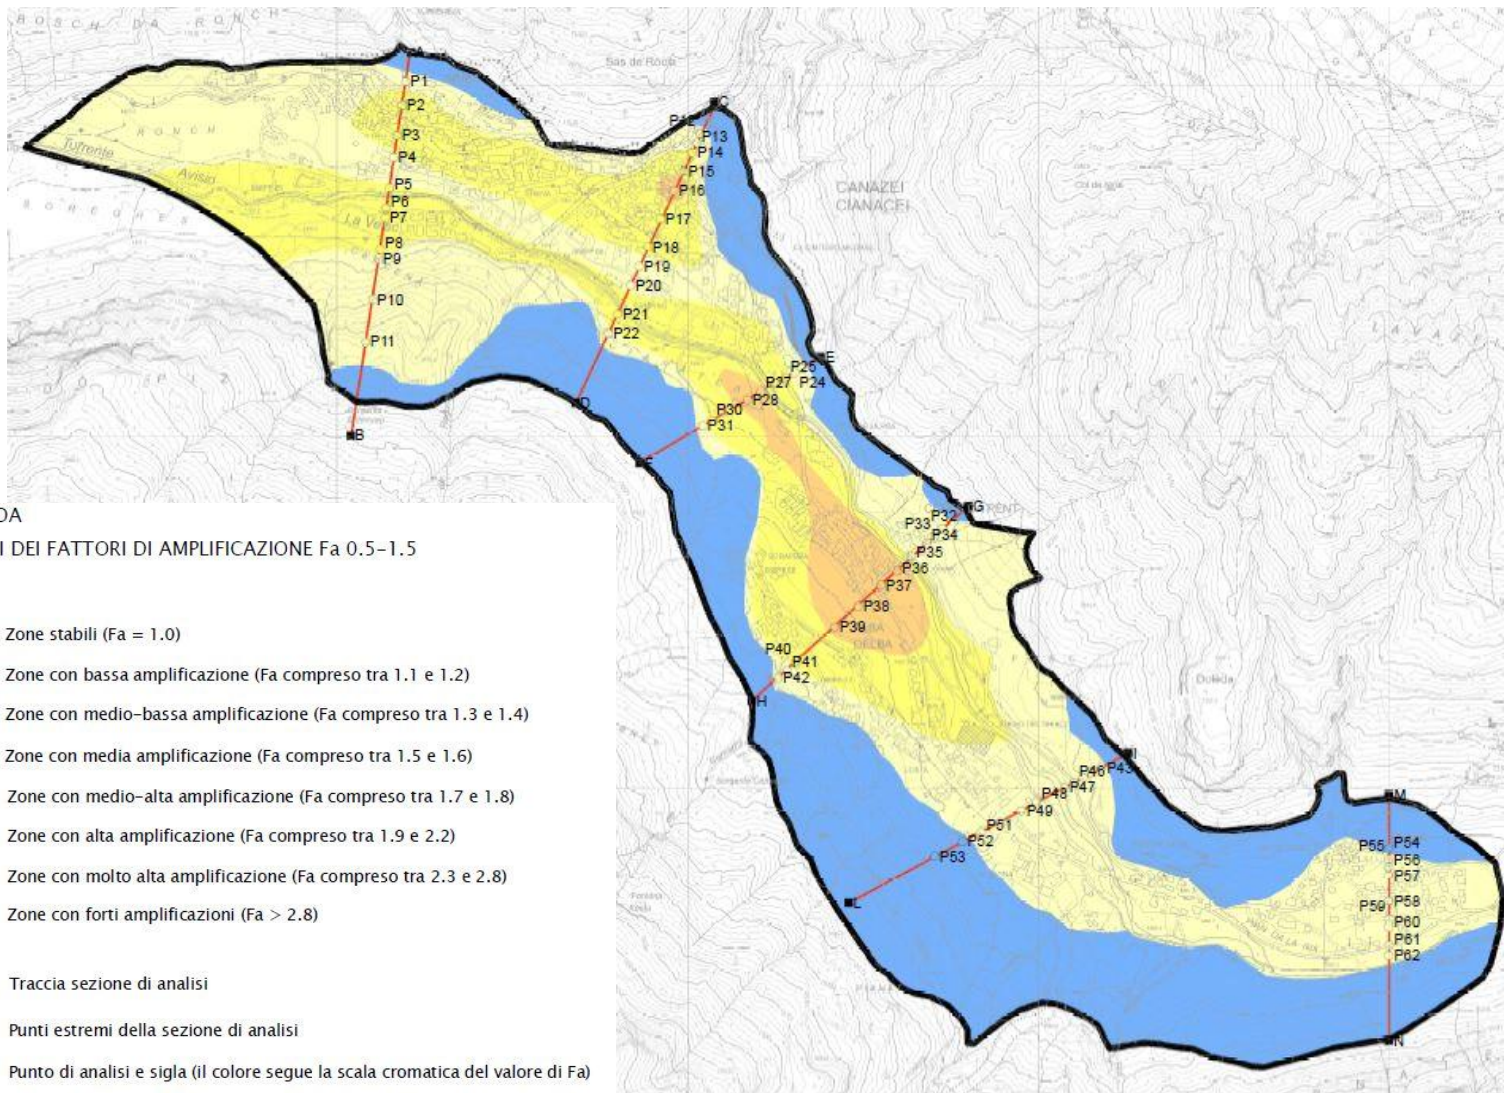 BOSCH DA RONCH
Sas de Rocia
A
P1
P2
P3
P4
P5
P6
P7
P8
P9
P10
P11
B
RONCH
Avisin
C
P12
P13
P14
P15
P16
P17
P18
P19
P20
P21
P22
D
CANAZEI
CIANACEI
E
P25
P24
P27
P28
P30
P31
F
G
P32
P33
P34
P35
P36
P37
P38
P39
P40
P41
P42
H
I
P43
P46
P47
P48
P49
P51
P52
P53
L
M
P54
P55
P56
P57
P58
P59
P60
P61
P62
N
DA
I DEI FATTORI DI AMPLIFICAZIONE Fa 0.5-1.5
Zone stabili (Fa = 1.0)
Zone con bassa amplificazione (Fa compreso tra 1.1 e 1.2)
Zone con medio-bassa amplificazione (Fa compreso tra 1.3 e 1.4)
Zone con media amplificazione (Fa compreso tra 1.5 e 1.6)
Zone con medio-alta amplificazione (Fa compreso tra 1.7 e 1.8)
Zone con alta amplificazione (Fa compreso tra 1.9 e 2.2)
Zone con molto alta amplificazione (Fa compreso tra 2.3 e 2.8)
Zone con forti amplificazioni (Fa > 2.8)
Traccia sezione di analisi
Punti estremi della sezione di analisi
Punto di analisi e sigla (il colore segue la scala cromatica del valore di Fa)